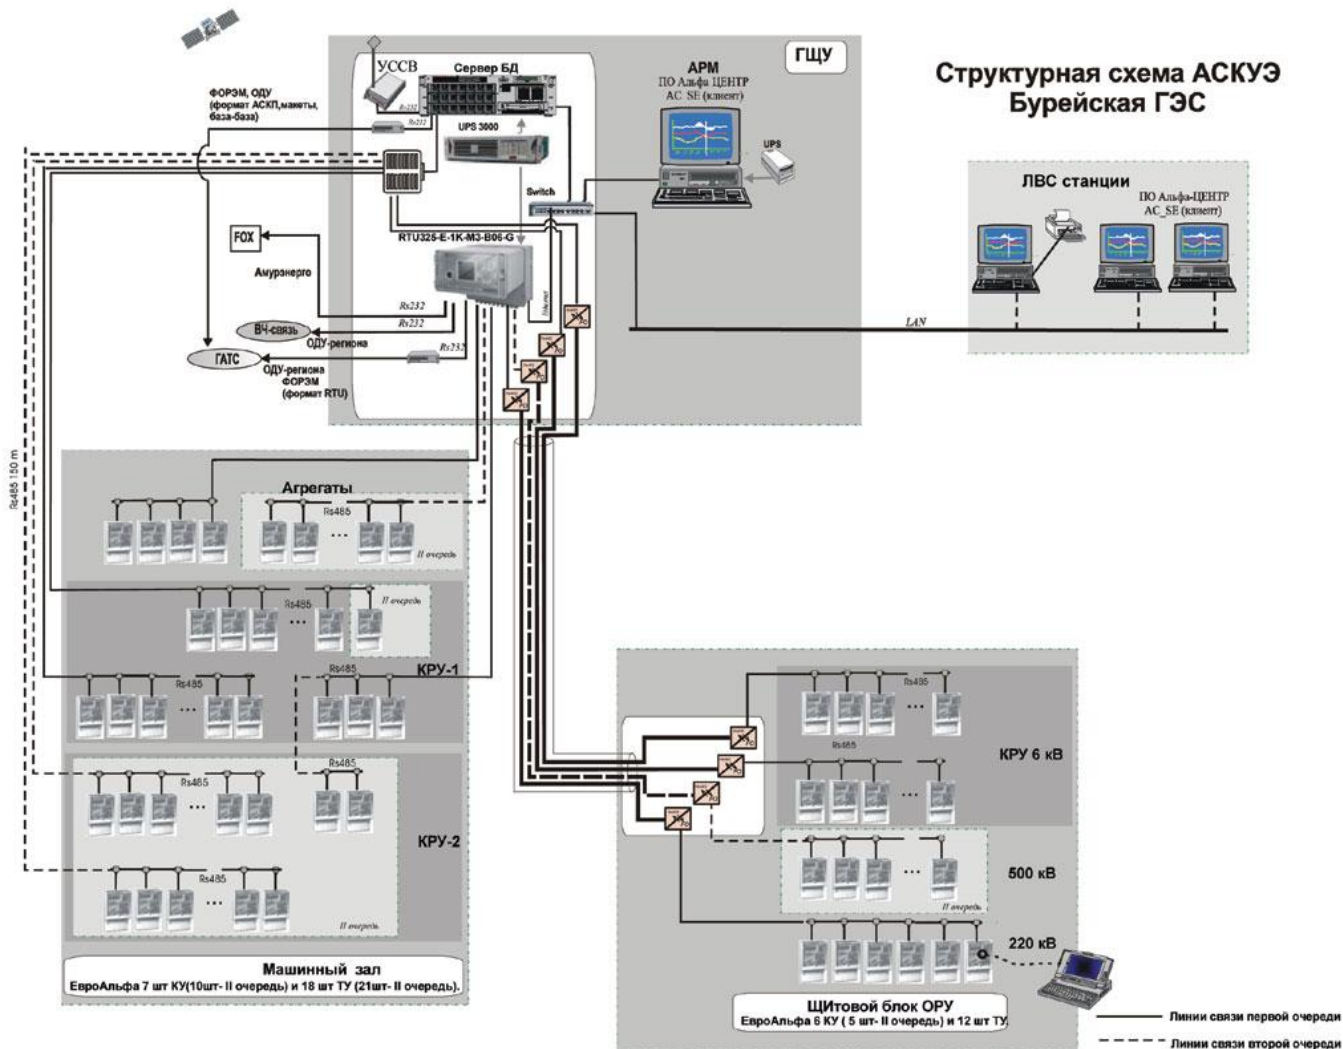 Структурная схема АСКУЭ
Бурейская ГЭС
ГЩУ
УССВ
Сервер БД
Rs232
Rs232
UPS 3000
АРМ
ПО Альфа ЦЕНТР
AC_SE (клиент)
UPS
ФОРЭМ, ОДУ
(формат АСКП,макеты,
база-база)
Switch
RTU325-E-1K-M3-B06-G
ЛВС станции
ПО Альфа-ЦЕНТР
AC_SE (клиент)
LAN
FOX
Амурэнерго
Rs232
Rs232
Ethernet
ВЧ-связь
ОДУ-региона
ГАТС
Rs232
ОДУ-региона
ФОРЭМ
(формат RTU)
Rs485 150 m
Агрегаты
Rs485
...
II очередь
Rs485
...
II очередь
КРУ-1
Rs485
...
Rs485
Rs485
...
Rs485
КРУ-2
Rs485
...
II очередь
Машинный зал
ЕвроАльфа 7 шт КУ(10шт- II очередь) и 18 шт ТУ (21шт- II очередь).
Rs485
...
КРУ 6 кВ
Rs485
...
500 кВ
...
II очередь
220 кВ
ЩИтовой блок ОРУ
ЕвроАльфа 6 КУ ( 5 шт- II очередь) и 12 шт ТУ.
Линии связи первой очереди
Линии связи второй очереди